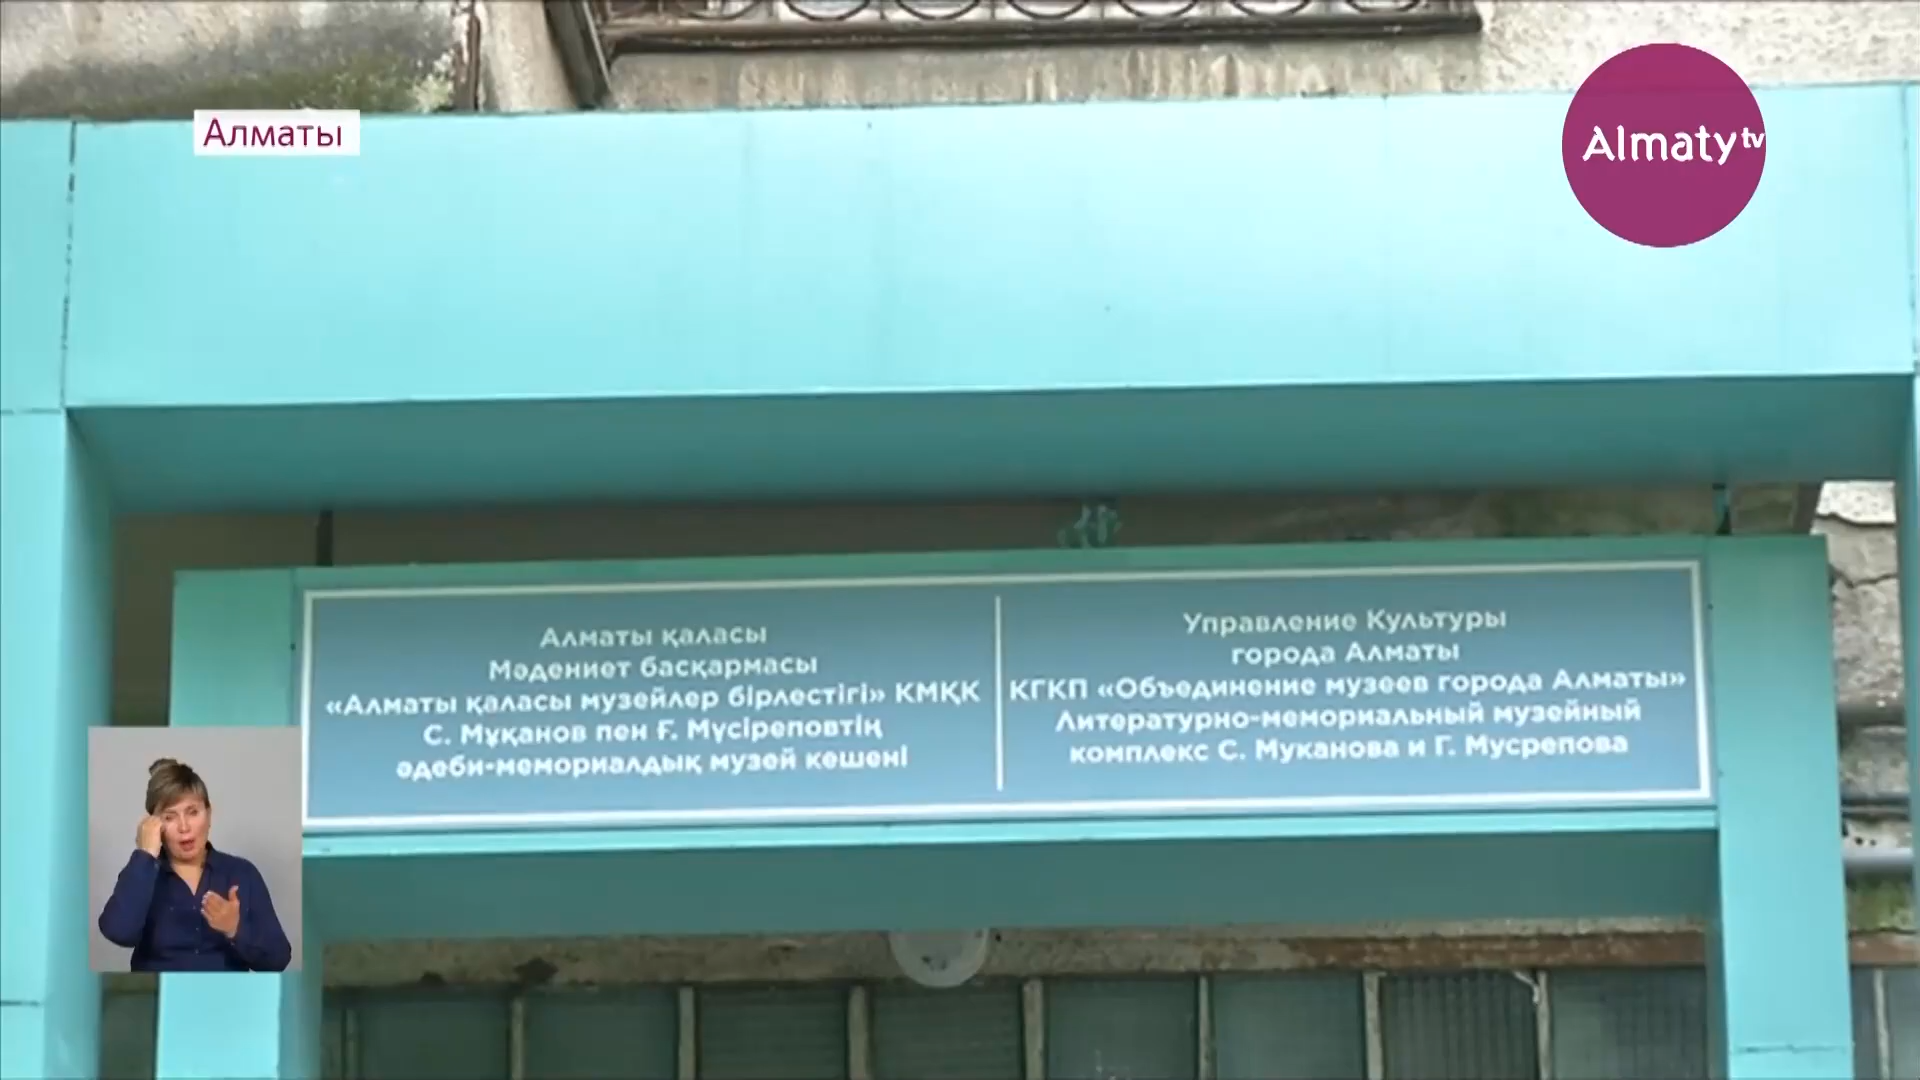 Алматы
Almaty tv
Алматы қаласы
Мәдениет басқармасы
«Алматы қаласы музейлер бірлестігі» КМҚК
С. Мұқанов пен Ғ. Мүсіреповтің
әдеби-мемориалдық музей кешені
Управление Культуры
города Алматы
КГКП «Объединение музеев города Алматы»
Литературно-мемориальный музейный
комплекс С. Муканова и Г. Мусрепова